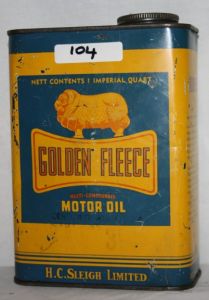 104
NETT CONTENTS 1 IMPERIAL QUART
GOLDEN FLEECE
MOTOR OIL
H.C. SLEIGH LIMITED